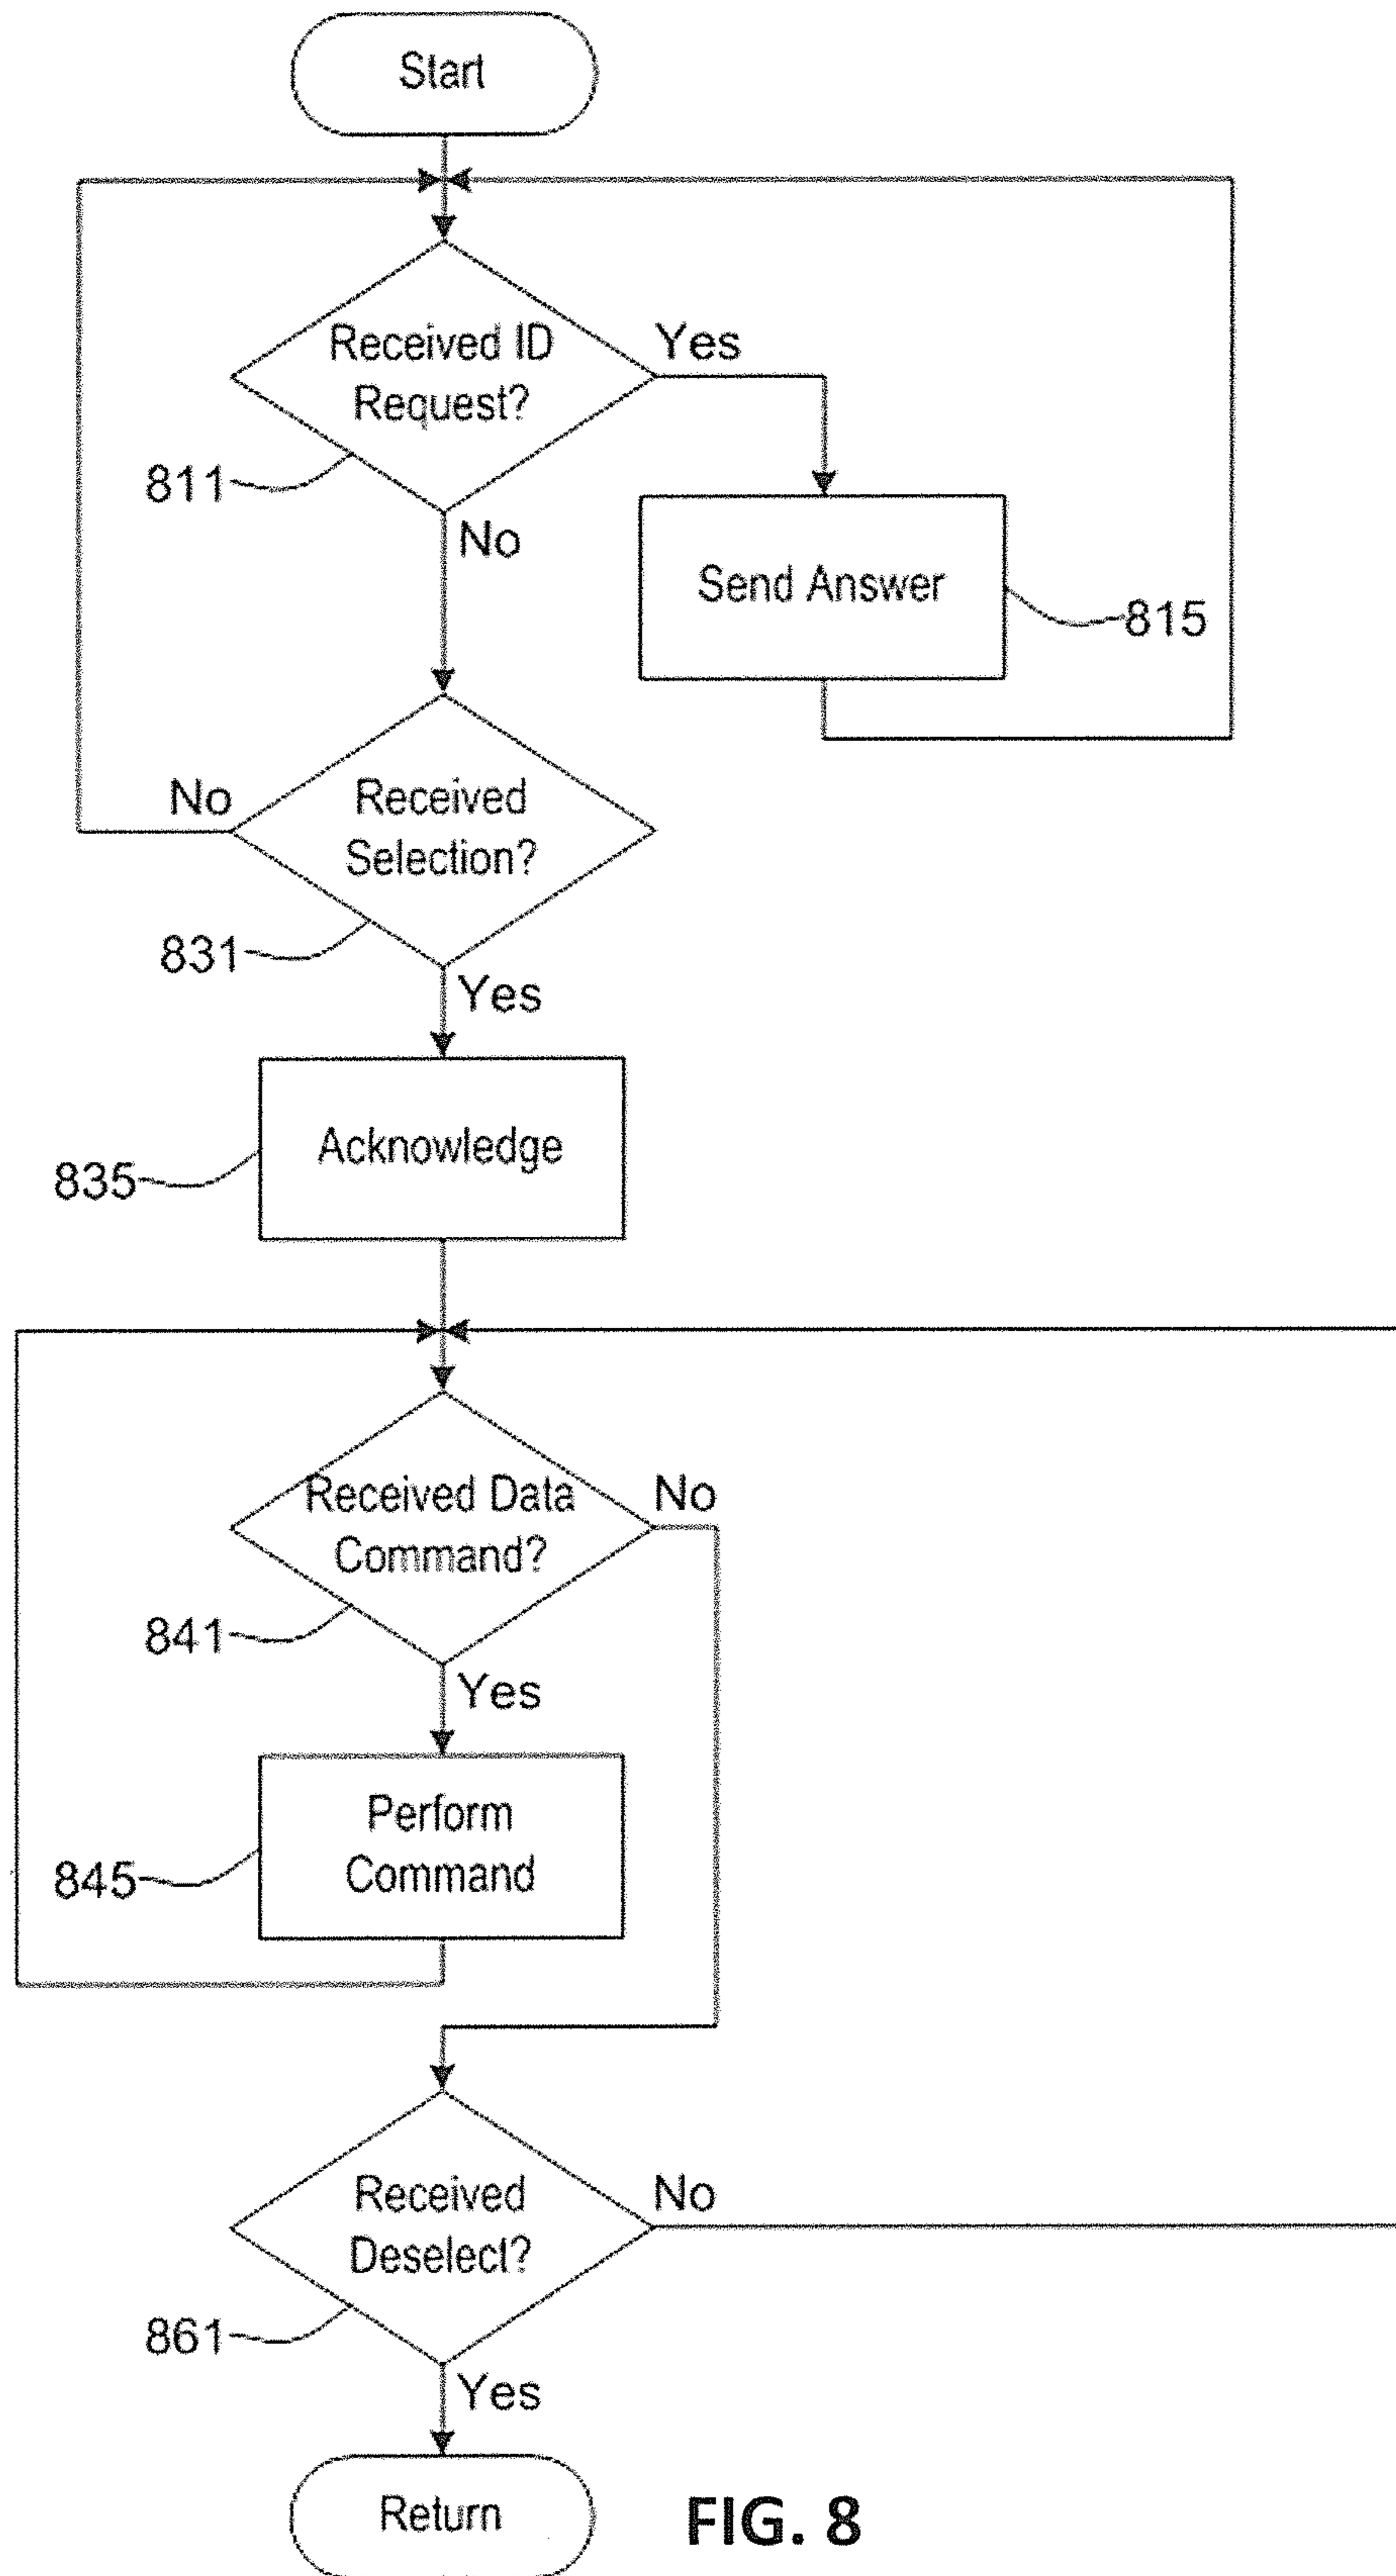 Start
Received ID
Request?
Yes
811
No
Send Answer
815
No
Received
Selection?
831
Yes
Acknowledge
835
Received Data
Command?
No
841
Yes
Perform
Command
845
Received
Deselect?
No
861
Yes
Return
FIG. 8